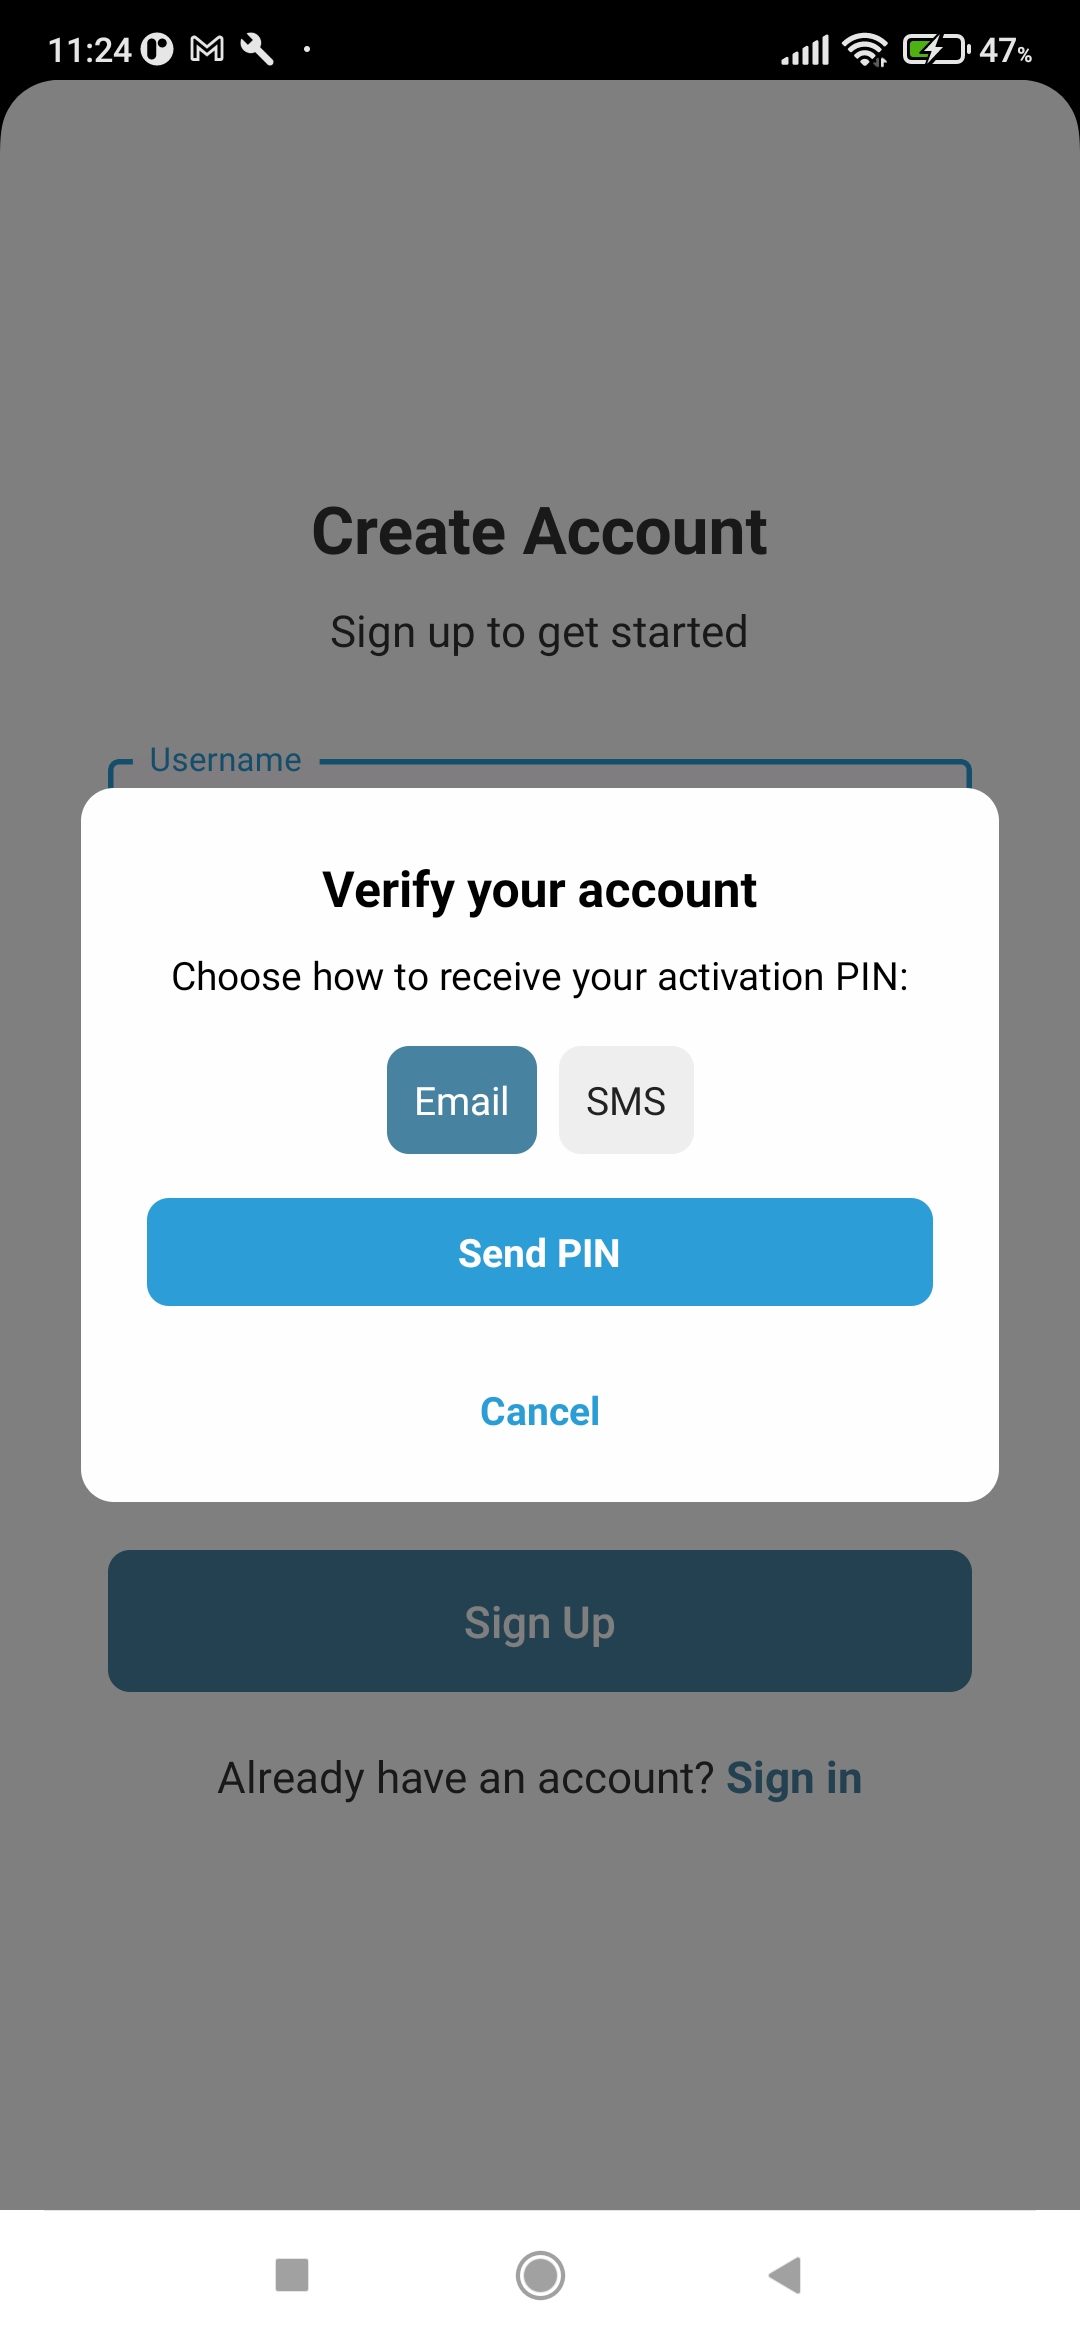 11:24
47%
Create Account
Sign up to get started
Username
Verify your account
Choose how to receive your activation PIN:
Email
SMS
Send PIN
Cancel
Sign Up
Already have an account? Sign in